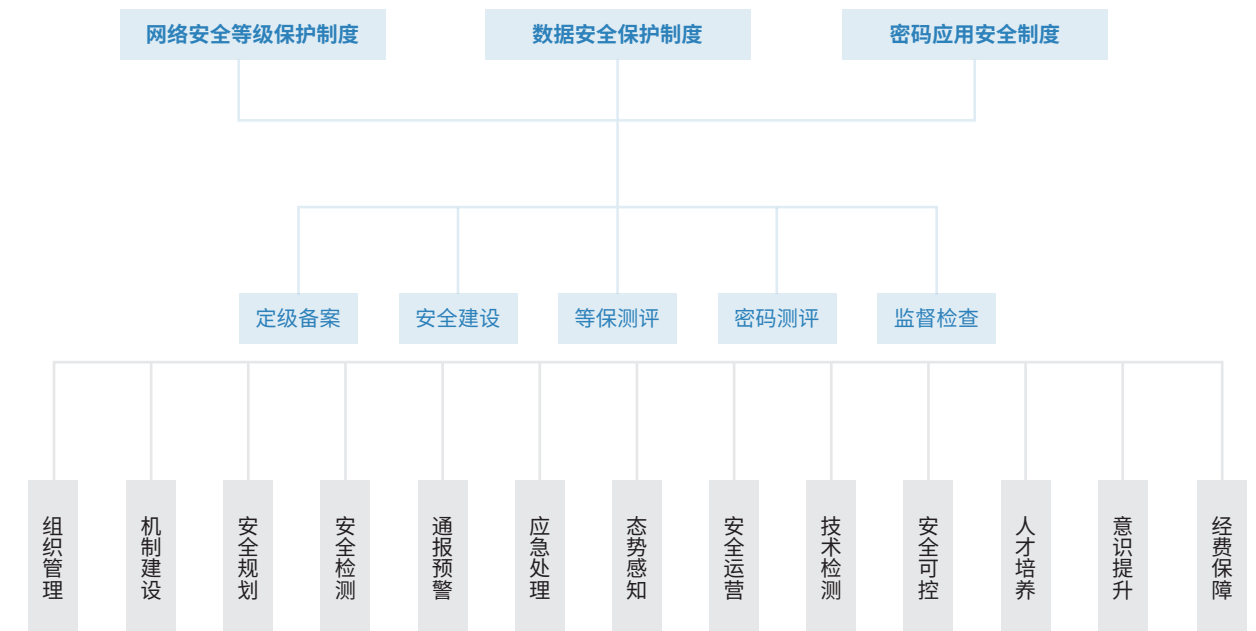 网络安全等级保护制度
数据安全保护制度
密码应用安全制度
定级备案
安全建设
等保测评
密码测评
监督检查
组织管理
机制建设
安全规划
安全检测
通报预警
应急处理
态势感知
安全运营
技术检测
安全可控
人才培养
意识提升
经费保障